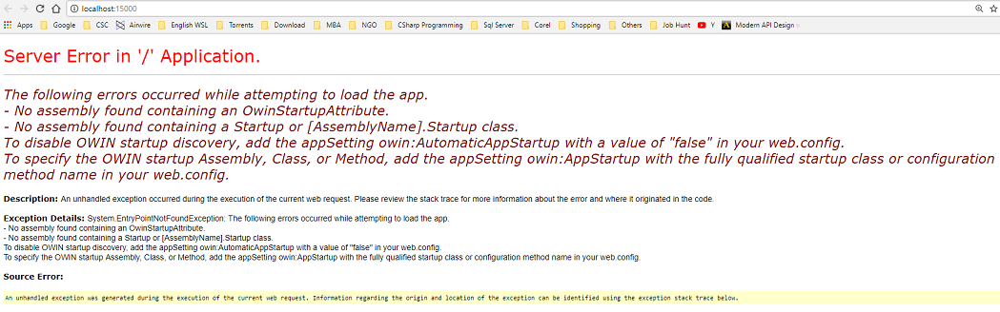 localhost:15000
Apps Google CSC Airwire English WSL Torrents Download MBA NGO CSharp Programming Sql Server Corel Shopping Others Job Hunt Y Modern API Design
Server Error in '/' Application.
The following errors occurred while attempting to load the app.
- No assembly found containing an OwinStartupAttribute.
- No assembly found containing a Startup or [AssemblyName].Startup class.
To disable OWIN startup discovery, add the appSetting owin:AutomaticAppStartup with a value of "false" in your web.config.
To specify the OWIN startup Assembly, Class, or Method, add the appSetting owin:AppStartup with the fully qualified startup class or configuration
method name in your web.config.
Description: An unhandled exception occurred during the execution of the current web request. Please review the stack trace for more information about the error and where it originated in the code.
Exception Details: System.EntryPointNotFoundException: The following errors occurred while attempting to load the app.
- No assembly found containing an OwinStartupAttribute.
- No assembly found containing a Startup or [AssemblyName].Startup class.
To disable OWIN startup discovery, add the appSetting owin:AutomaticAppStartup with a value of "false" in your web.config.
To specify the OWIN startup Assembly, Class, or Method, add the appSetting owin:AppStartup with the fully qualified startup class or configuration method name in your web.config.
Source Error:
An unhandled exception was generated during the execution of the current web request. Information regarding the origin and location of the exception can be identified using the exception stack trace below.